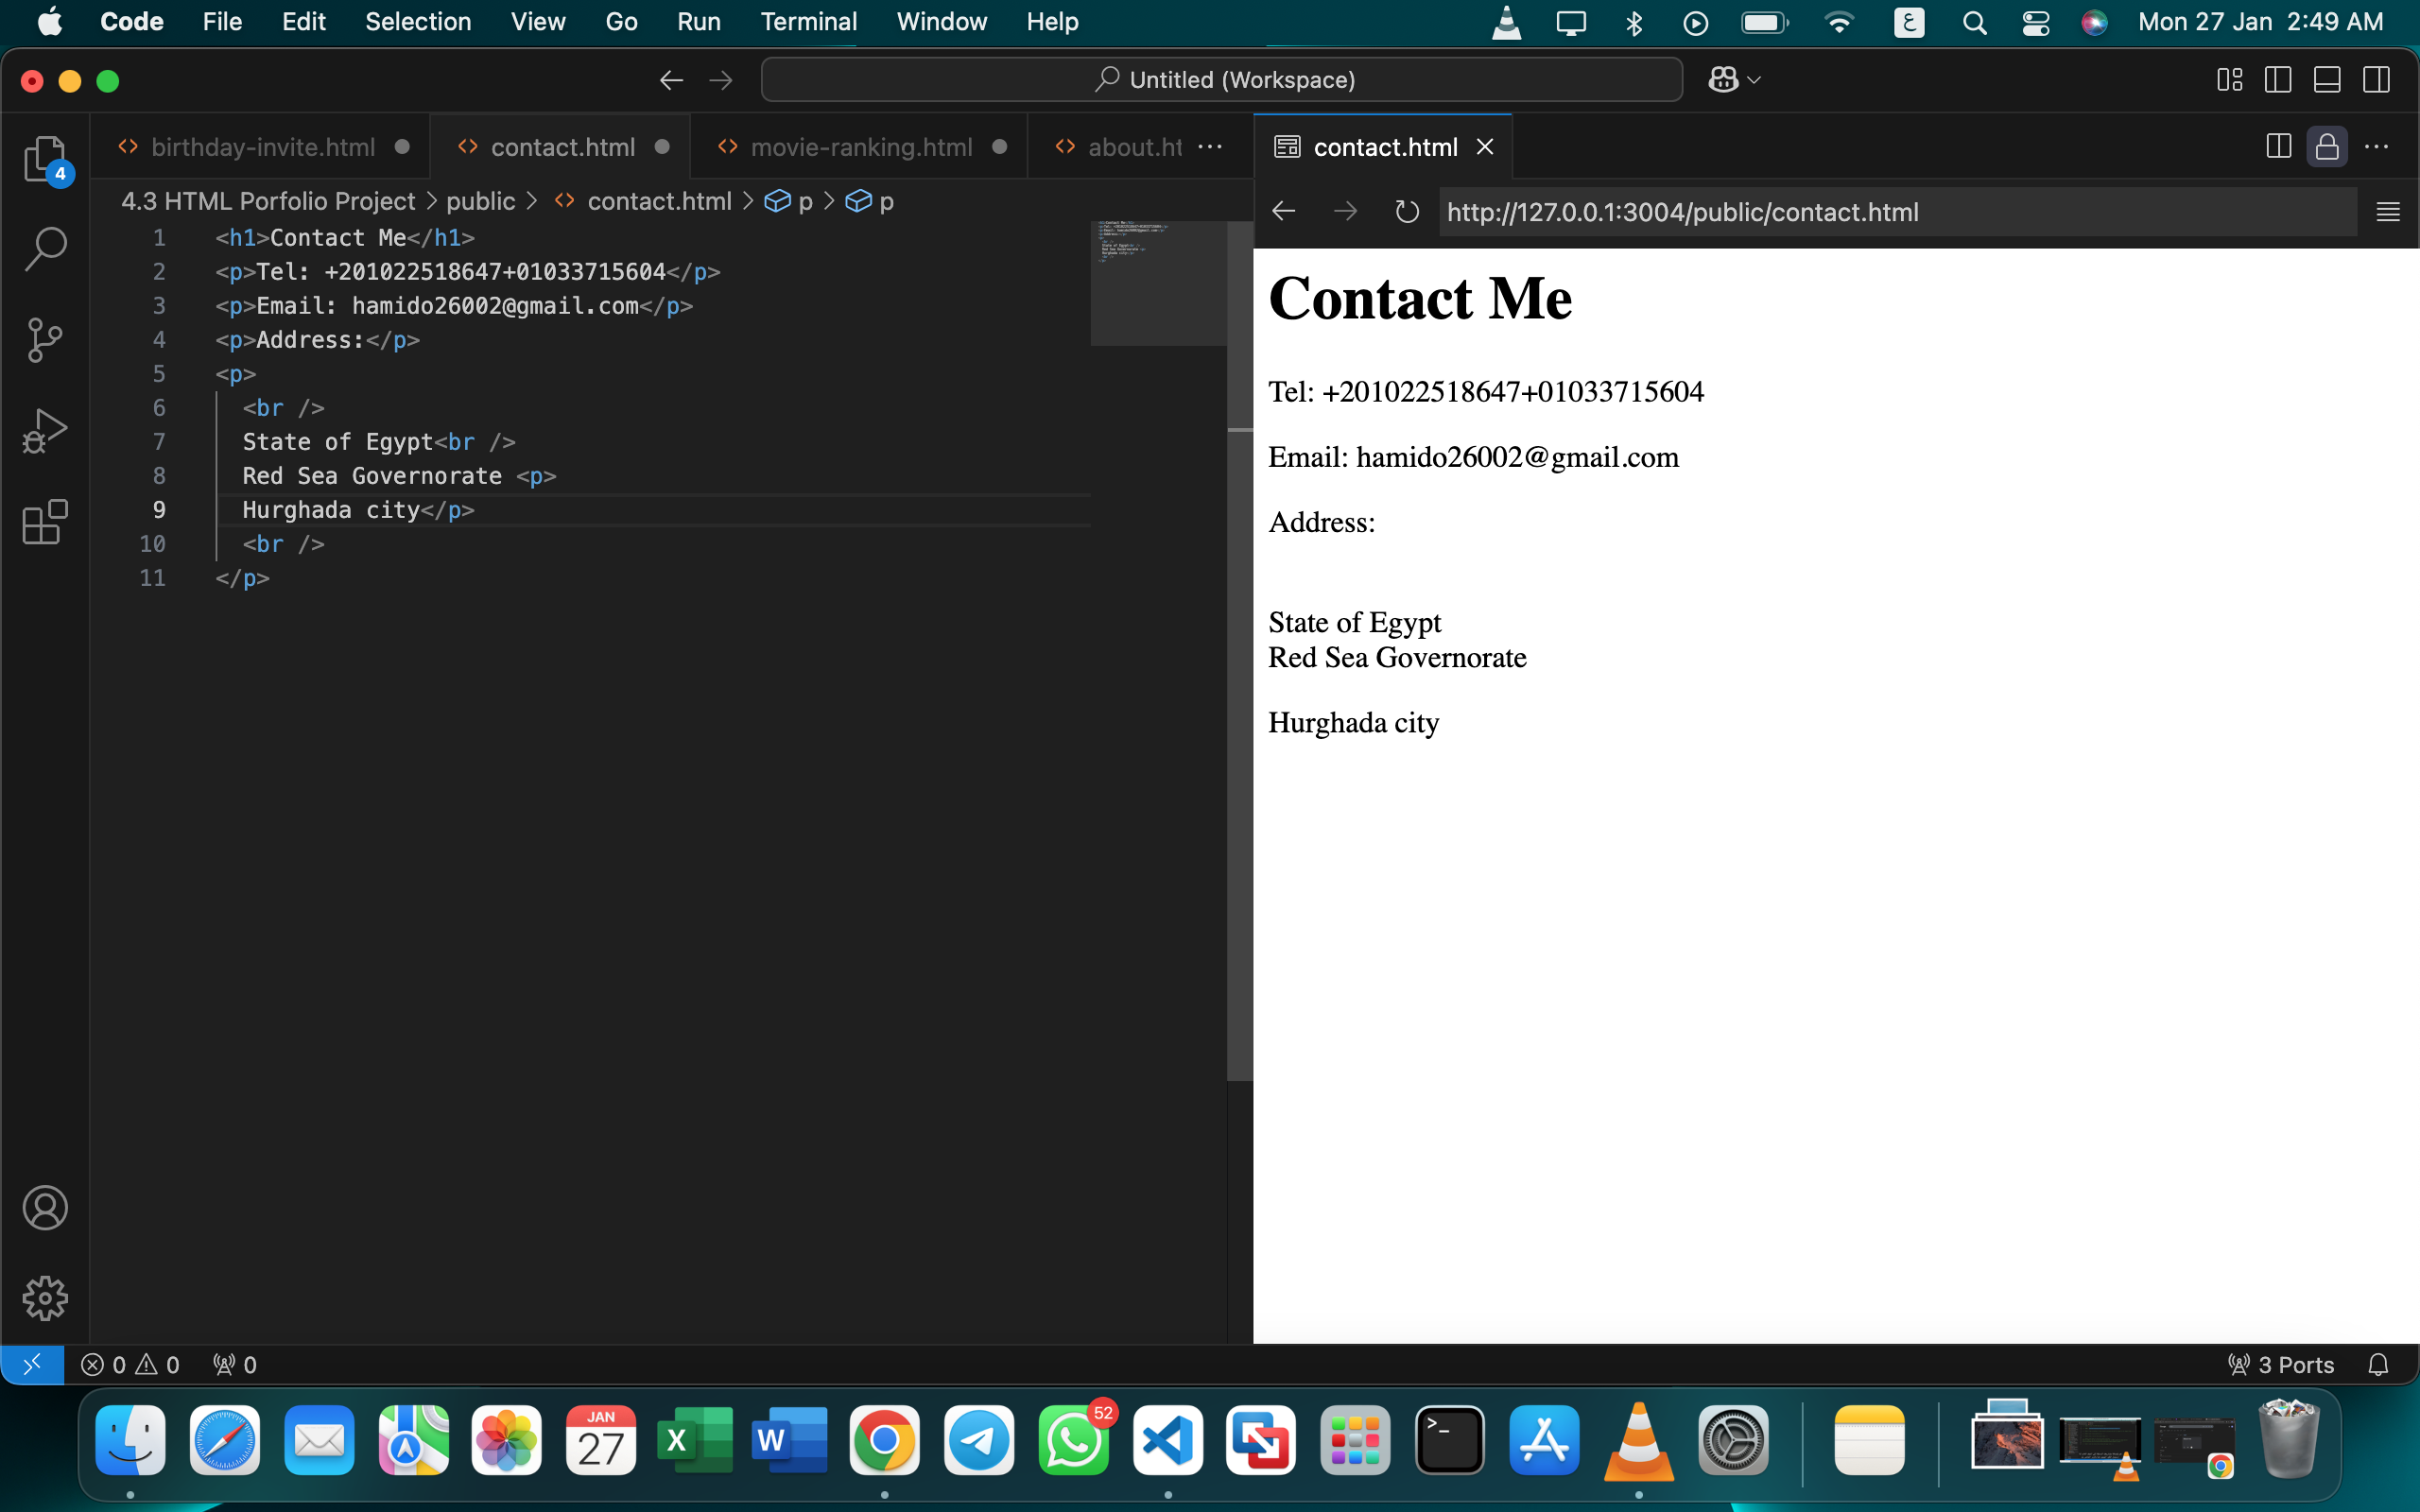 Code File Edit Selection View Go Run Terminal Window Help ع Mon 27 Jan 2:49 AM
Untitled (Workspace)
birthday-invite.html contact.html movie-ranking.html about.ht ··· contact.html
4
4.3 HTML Porfolio Project > public > contact.html > p > p
http://127.0.0.1:3004/public/contact.html
1 <h1>Contact Me</h1>
2 <p>Tel: +201022518647+01033715604</p>
3 <p>Email: hamido26002@gmail.com</p>
4 <p>Address:</p>
5 <p>
6 <br />
7 State of Egypt<br />
8 Red Sea Governorate <p>
9 Hurghada city</p>
10 <br />
11 </p>
Contact Me
Tel: +201022518647+01033715604
Email: hamido26002@gmail.com
Address:
State of Egypt
Red Sea Governorate
Hurghada city
0 0 0 3 Ports
JAN
27
X
W
52
>_